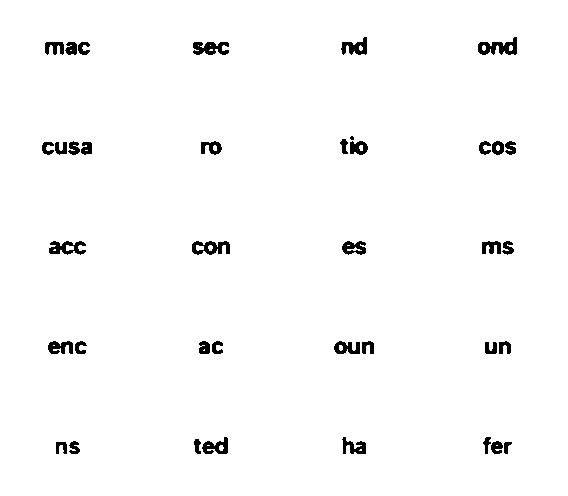 mac sec nd ond
cusa ro tio cos
acc con es ms
enc ac oun un
ns ted ha fer